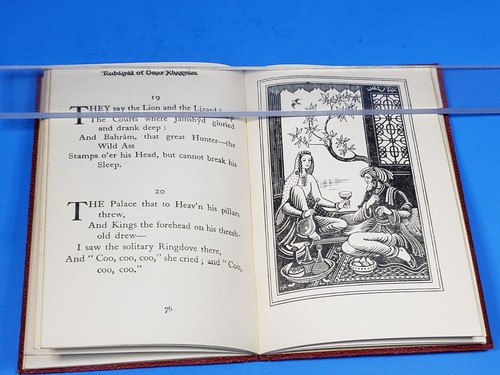 Rubáiyát of Omar Khayyám
19
THEY say the Lion and the Lizard
The Courts where Jamshýd gloried
and drank deep :
And Bahrám, that great Hunter—the
Wild Ass
Stamps o'er his Head, but cannot break his
Sleep.
20
THE Palace that to Heav'n his pillars
threw,
And Kings the forehead on his thresh-
old drew—
I saw the solitary Ringdove there,
And " Coo, coo, coo," she cried ; and " Coo,
coo, coo."
76